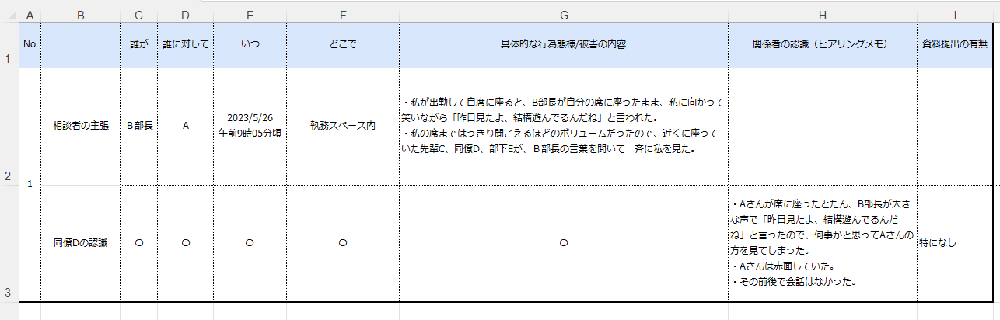 A B C D E F G H I
1 No 誰が 誰に対して いつ どこで 具体的な行為態様/被害の内容 関係者の認識（ヒアリングメモ） 資料提出の有無
2
1
相談者の主張
Ｂ部長
A
2023/5/26
午前9時05分頃
執務スペース内
・私が出勤して自席に座ると、B部長が自分の席に座ったまま、私に向かって
笑いながら「昨日見たよ、結構遊んでるんだね」と言われた。
・私の席まではっきり聞こえるほどのボリュームだったので、近くに座って
いた先輩C、同僚D、部下Eが、Ｂ部長の言葉を聞いて一斉に私を見た。
3
同僚Dの認識
〇
〇
〇
〇
〇
・Aさんが席に座ったとたん、B部長が大き
な声で「昨日見たよ、結構遊んでるんだ
ね」と言ったので、何事かと思ってAさんの
方を見てしまった。
・Aさんは赤面していた。
・その前後で会話はなかった。
特になし